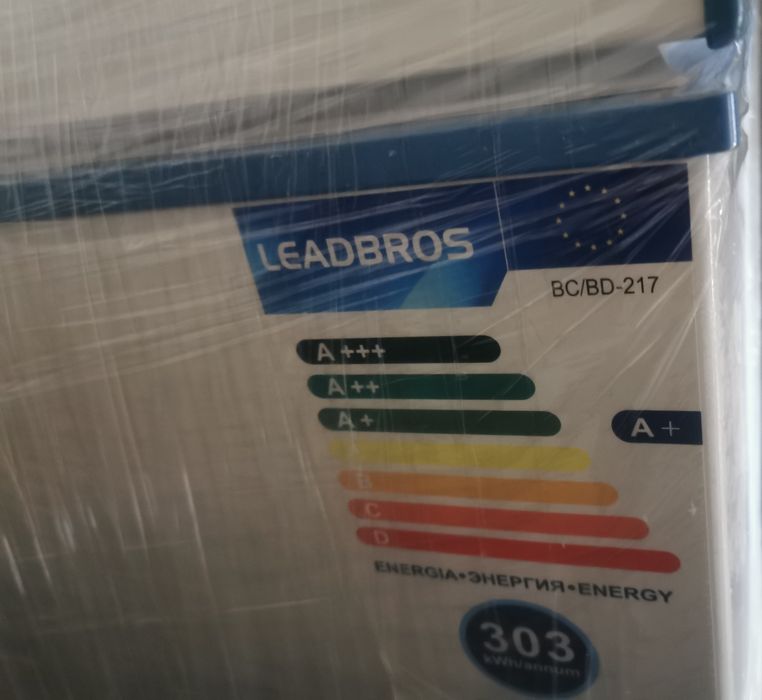 LEADBROS
BC/BD-217
A+++
A++
A+
A +
B
C
D
ENERGIA•ЭНЕРГИЯ•ENERGY
303
kWh/annum